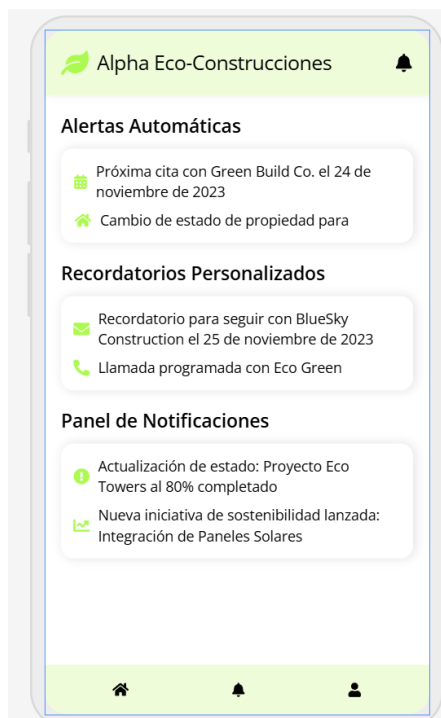 Alpha Eco-Construcciones
Alertas Automáticas
Próxima cita con Green Build Co. el 24 de
noviembre de 2023
Cambio de estado de propiedad para
Recordatorios Personalizados
Recordatorio para seguir con BlueSky
Construction el 25 de noviembre de 2023
Llamada programada con Eco Green
Panel de Notificaciones
Actualización de estado: Proyecto Eco
Towers al 80% completado
Nueva iniciativa de sostenibilidad lanzada:
Integración de Paneles Solares